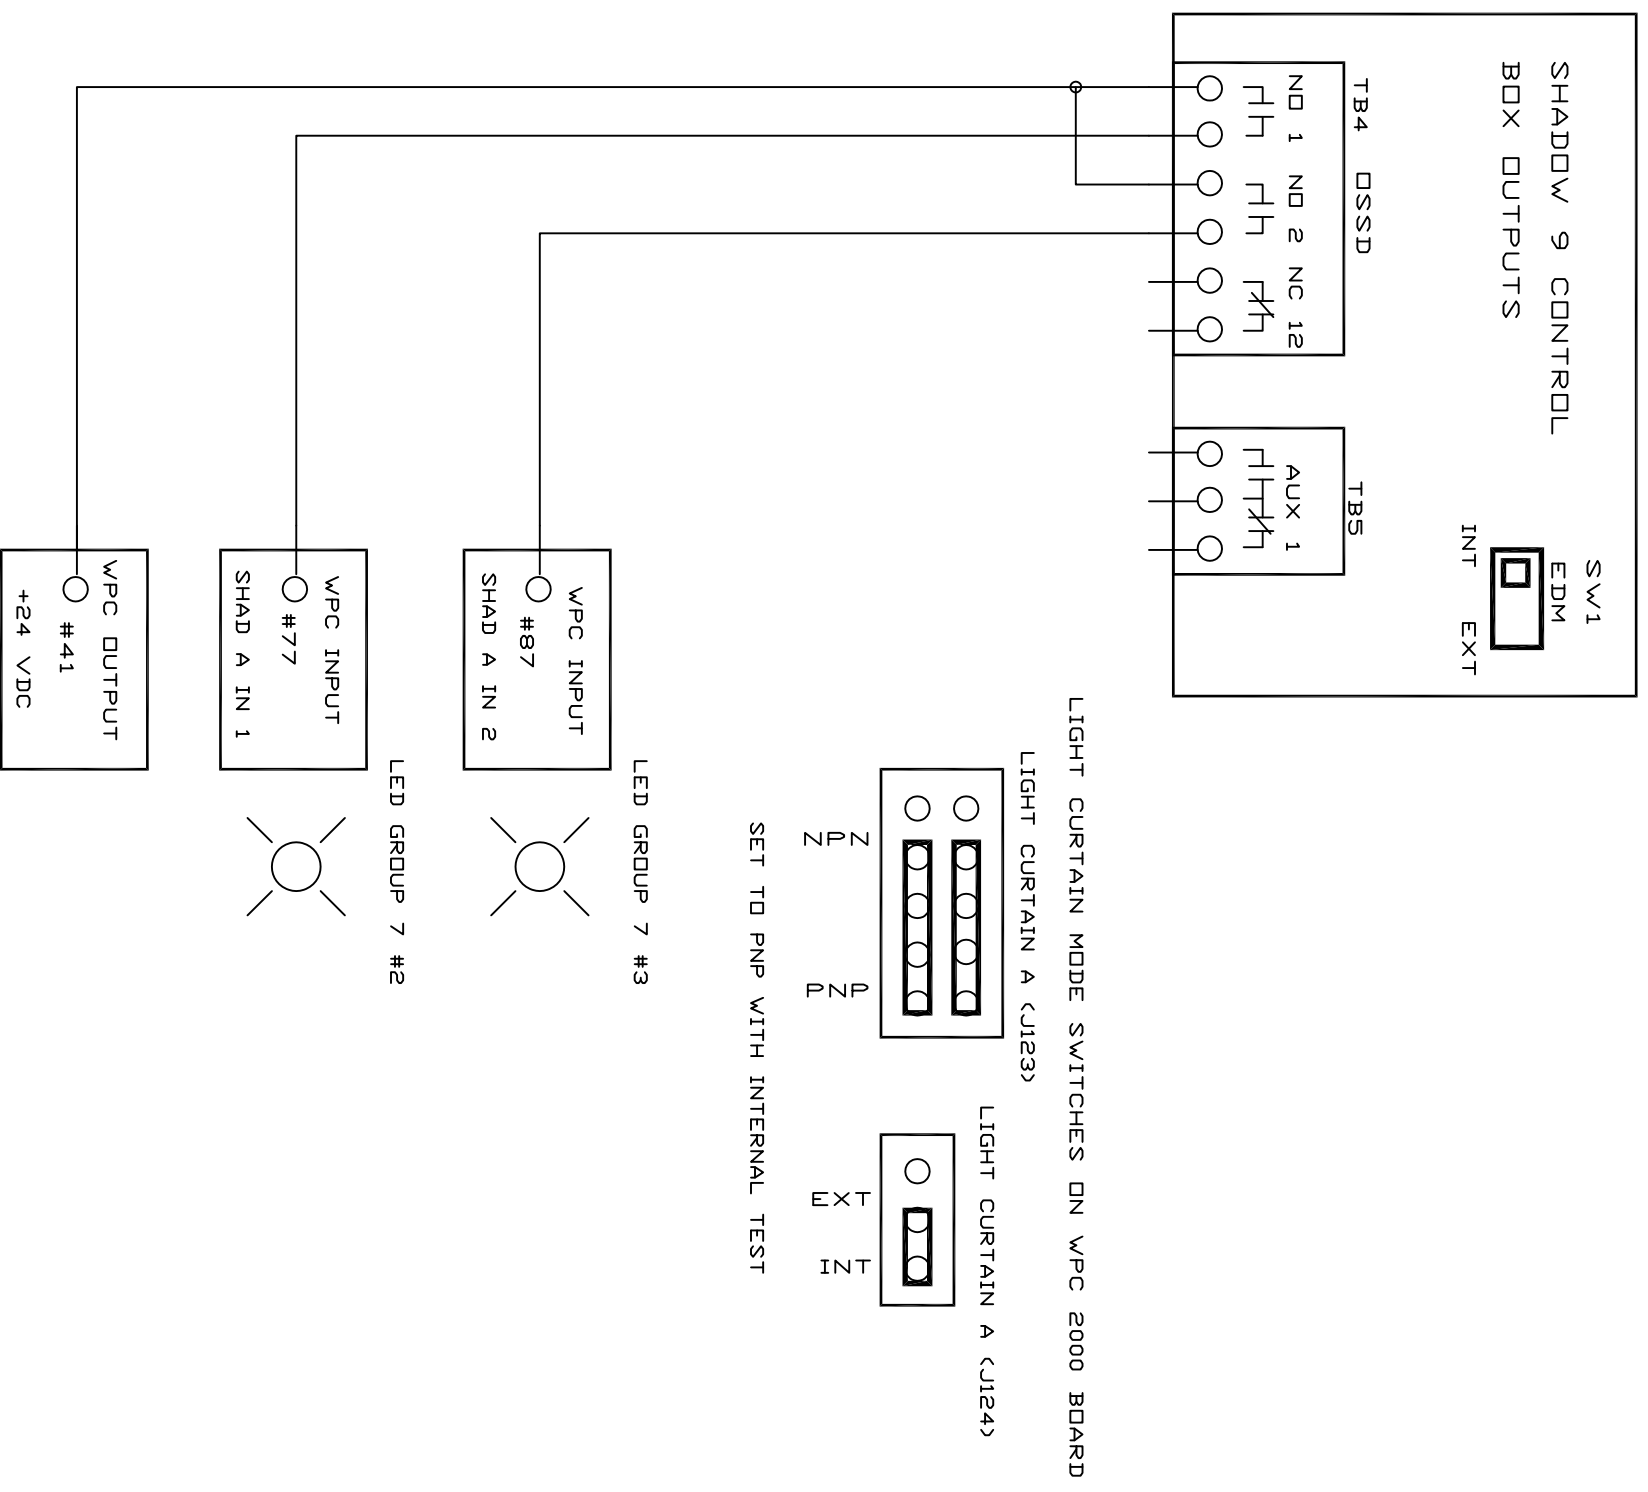 SHADOW 9 CONTROL
BOX OUTPUTS
TB4 OSSD
NO 1
NO 2
NC 12
TB5
AUX 1
SW1
EDM
INT
EXT
WPC INPUT
#87
SHAD A IN 2
LED GROUP 7 #3
WPC INPUT
#77
SHAD A IN 1
LED GROUP 7 #2
WPC OUTPUT
#41
+24 VDC
LIGHT CURTAIN MODE SWITCHES ON WPC 2000 BOARD
LIGHT CURTAIN A (J123)
NPN
PNP
LIGHT CURTAIN A (J124)
EXT
INT
SET TO PNP WITH INTERNAL TEST